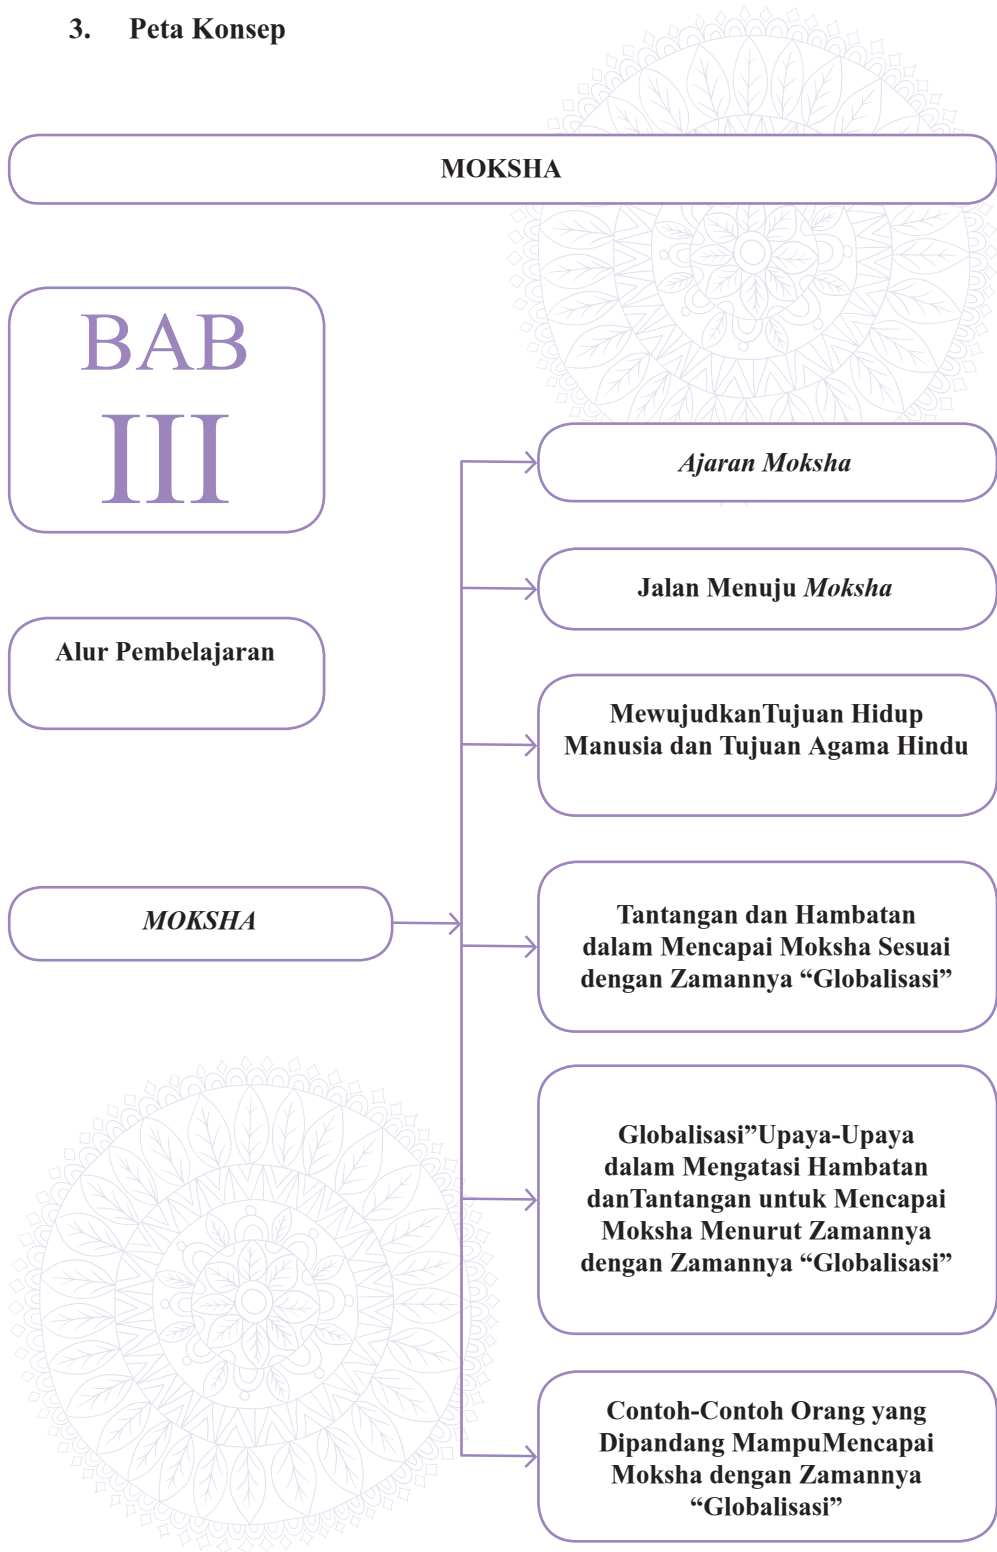 3. Peta Konsep
MOKSHA
BAB
III
Alur Pembelajaran
MOKSHA
Ajaran Moksha
Jalan Menuju Moksha
MewujudkanTujuan Hidup
Manusia dan Tujuan Agama Hindu
Tantangan dan Hambatan
dalam Mencapai Moksha Sesuai
dengan Zamannya “Globalisasi”
Globalisasi”Upaya-Upaya
dalam Mengatasi Hambatan
danTantangan untuk Mencapai
Moksha Menurut Zamannya
dengan Zamannya “Globalisasi”
Contoh-Contoh Orang yang
Dipandang MampuMencapai
Moksha dengan Zamannya
“Globalisasi”